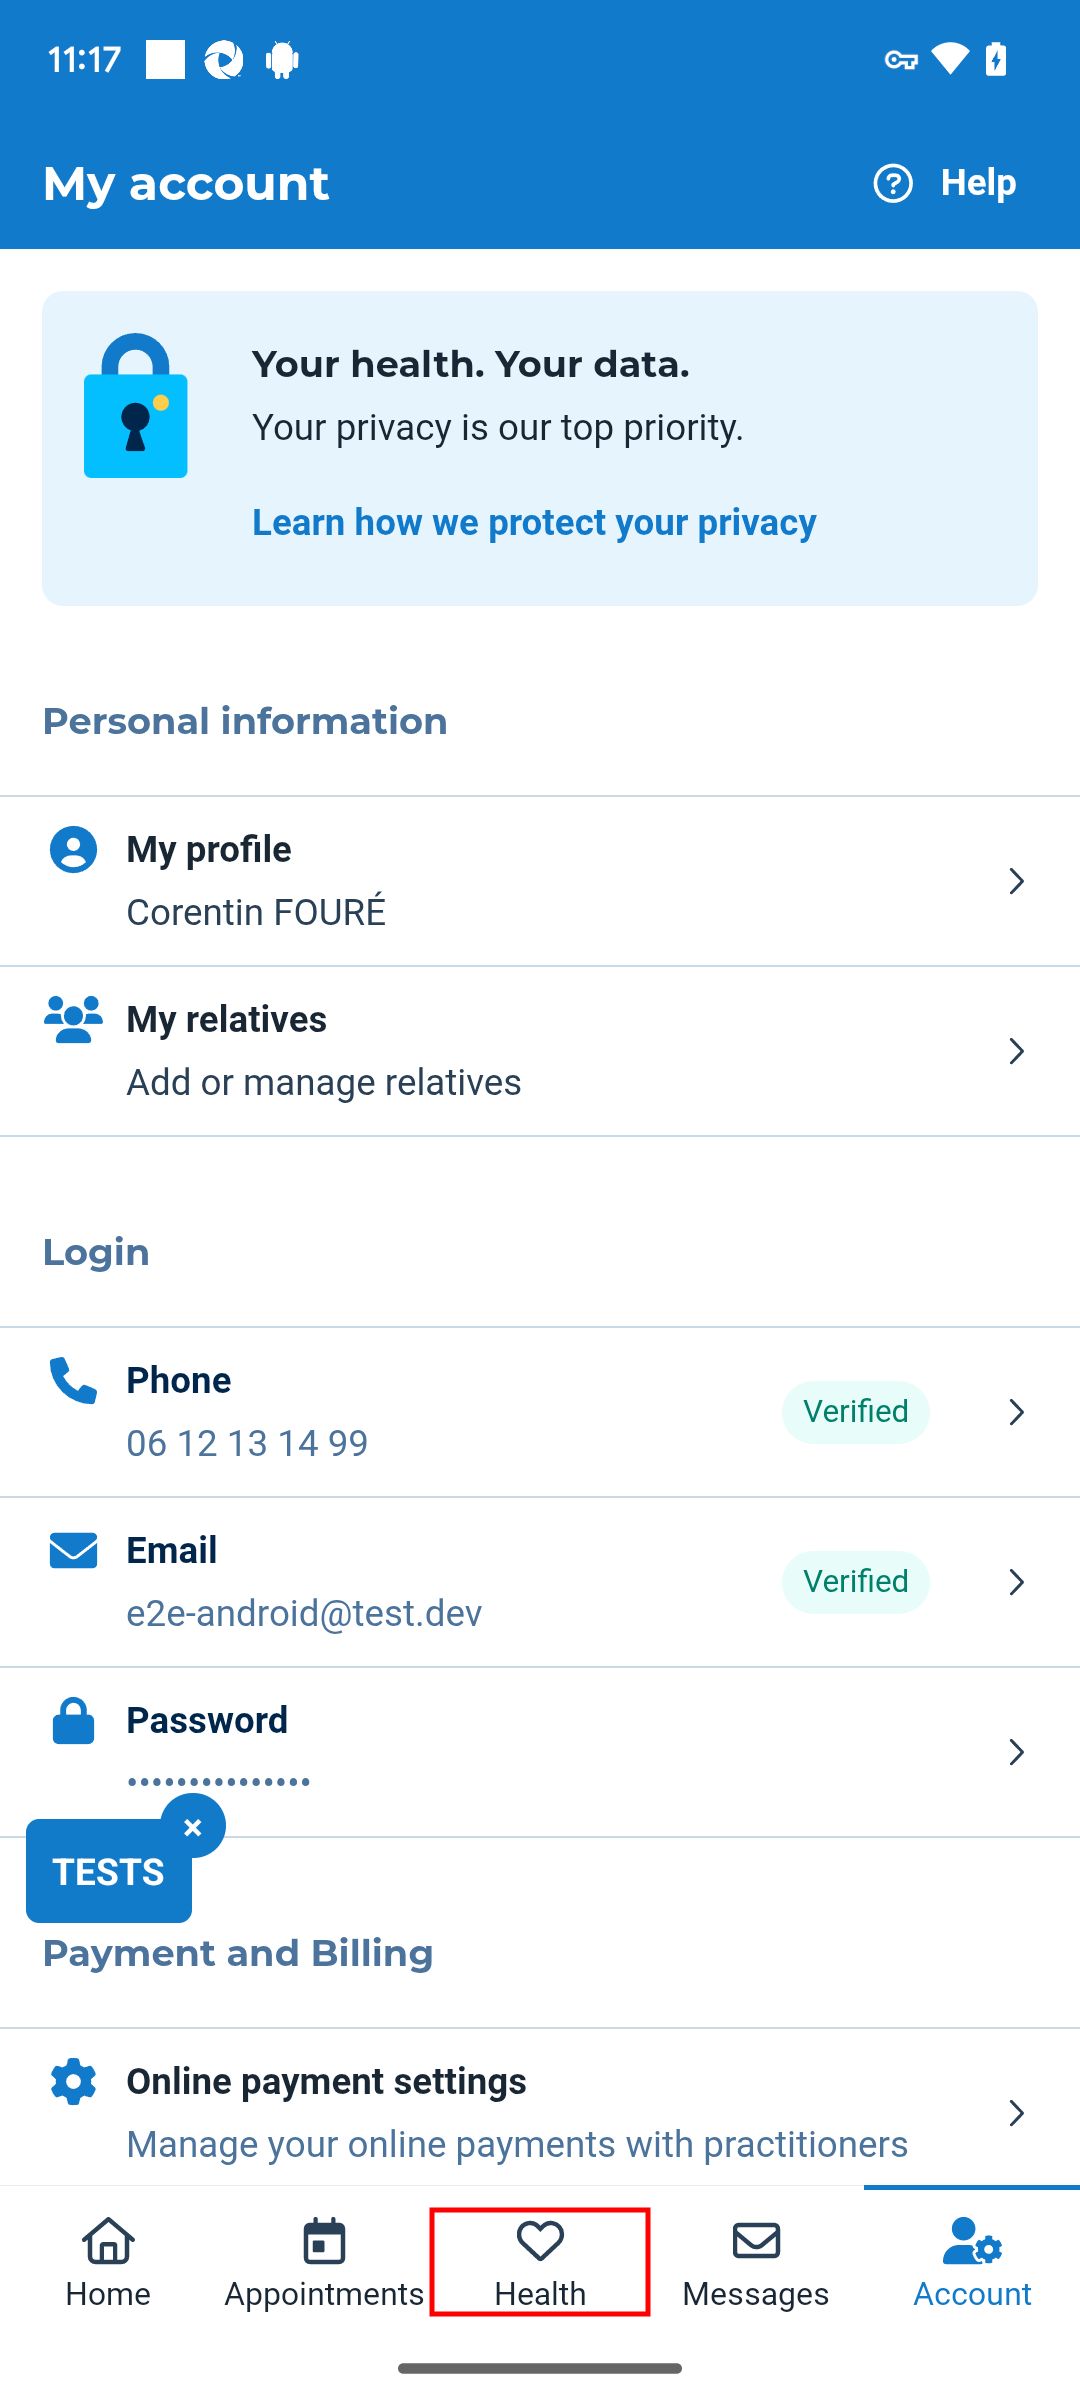 11:17
My account
Help
Your health. Your data.
Your privacy is our top priority.
Learn how we protect your privacy
Personal information
My profile
Corentin FOURÉ
My relatives
Add or manage relatives
Login
Phone
06 12 13 14 99
Verified
Email
e2e-android@test.dev
Verified
Password
•••••••••••••••
TESTS
Payment and Billing
Online payment settings
Manage your online payments with practitioners
Home
Appointments
Health
Messages
Account